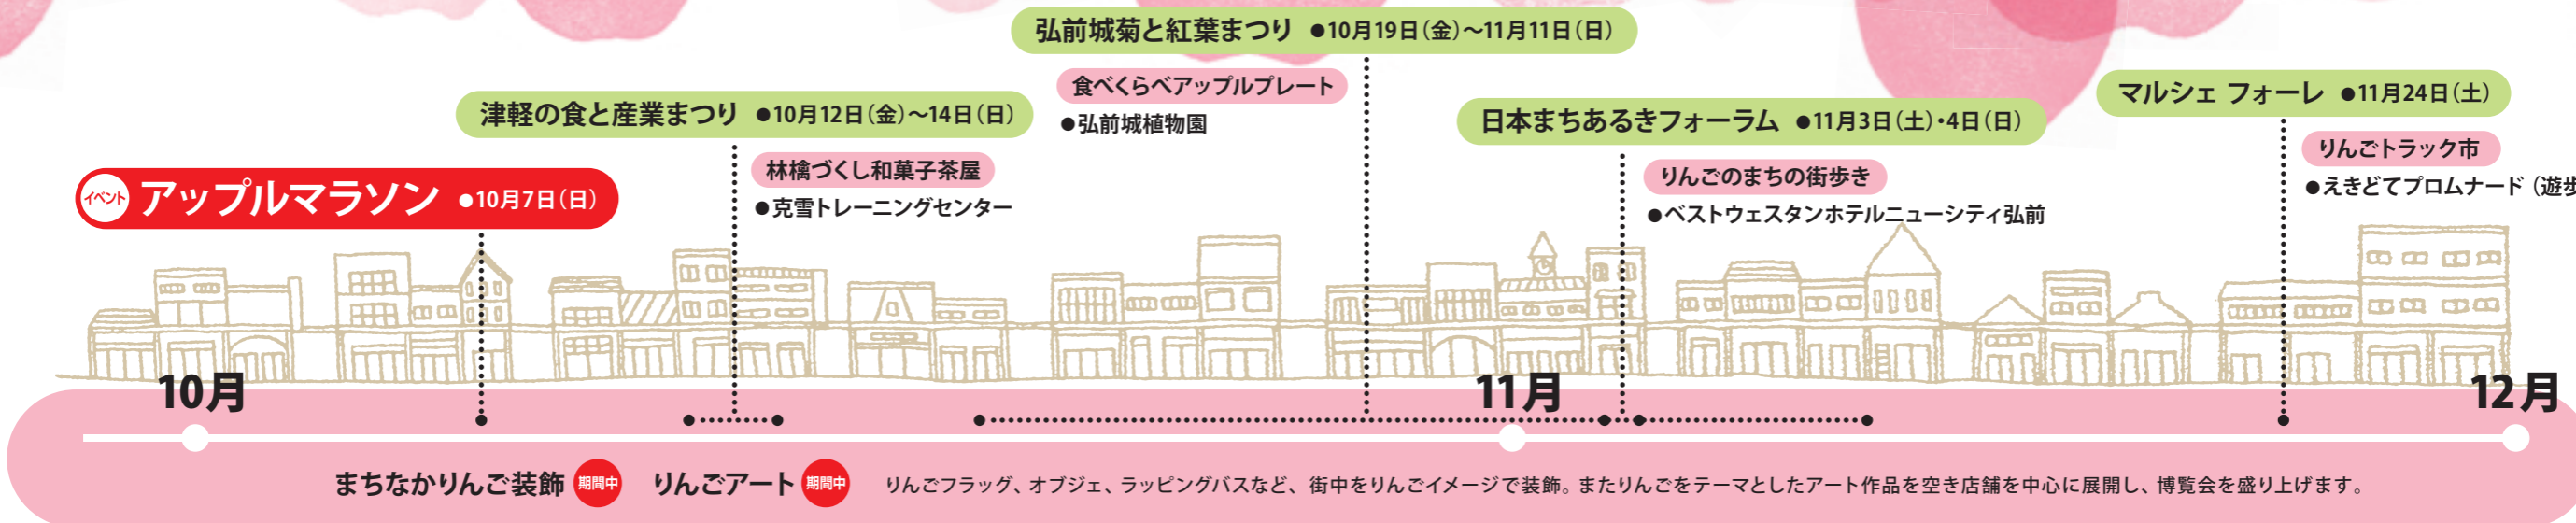 弘前城菊と紅葉まつり ●10月19日(金)〜11月11日(日)
食べくらべアップルプレート
●弘前城植物園
マルシェ フォーレ ●11月24日(土)
りんごトラック市
●えきどてプロムナード(遊歩
津軽の食と産業まつり ●10月12日(金)〜14日(日)
林檎づくし和菓子茶屋
●克雪トレーニングセンター
日本まちあるきフォーラム ●11月3日(土)・4日(日)
りんごのまちの街歩き
●ベストウェスタンホテルニューシティ弘前
イベント アップルマラソン ●10月7日(日)
10月
11月
12月
まちなかりんご装飾 期間中 りんごアート 期間中 りんごフラッグ、オブジェ、ラッピングバスなど、街中をりんごイメージで装飾。またりんごをテーマとしたアート作品を空き店舗を中心に展開し、博覧会を盛り上げます。